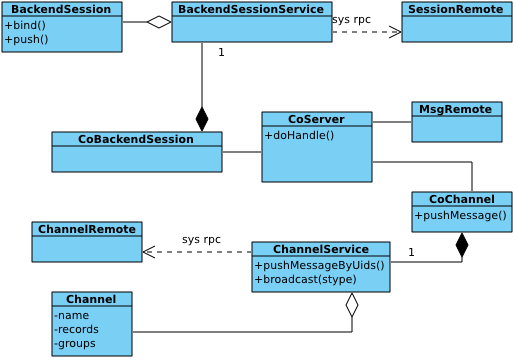 BackendSession
+bind()
+push()
BackendSessionService
sys rpc
SessionRemote
1
CoBackendSession
CoServer
+doHandle()
MsgRemote
CoChannel
+pushMessage()
ChannelRemote
sys rpc
ChannelService
+pushMessageByUids()
+broadcast(stype)
1
Channel
-name
-records
-groups